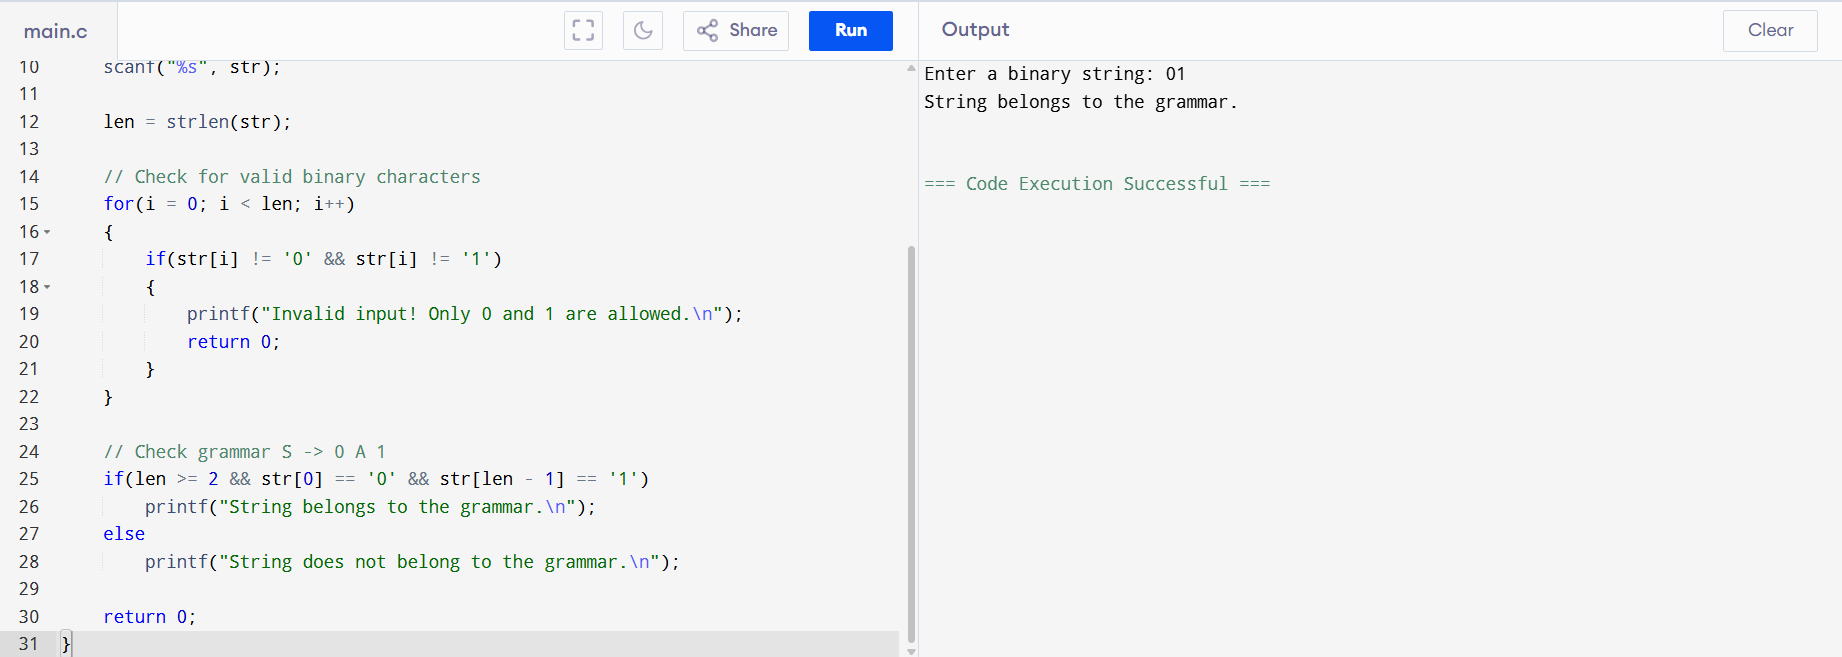 main.c
Share
Run
Output
Clear
10 scanf("%s", str);
11
12 len = strlen(str);
13
14 // Check for valid binary characters
15 for(i = 0; i < len; i++)
16 {
17 if(str[i] != '0' && str[i] != '1')
18 {
19 printf("Invalid input! Only 0 and 1 are allowed.\n");
20 return 0;
21 }
22 }
23
24 // Check grammar S -> 0 A 1
25 if(len >= 2 && str[0] == '0' && str[len - 1] == '1')
26 printf("String belongs to the grammar.\n");
27 else
28 printf("String does not belong to the grammar.\n");
29
30 return 0;
31 }
Enter a binary string: 01
String belongs to the grammar.
=== Code Execution Successful ===